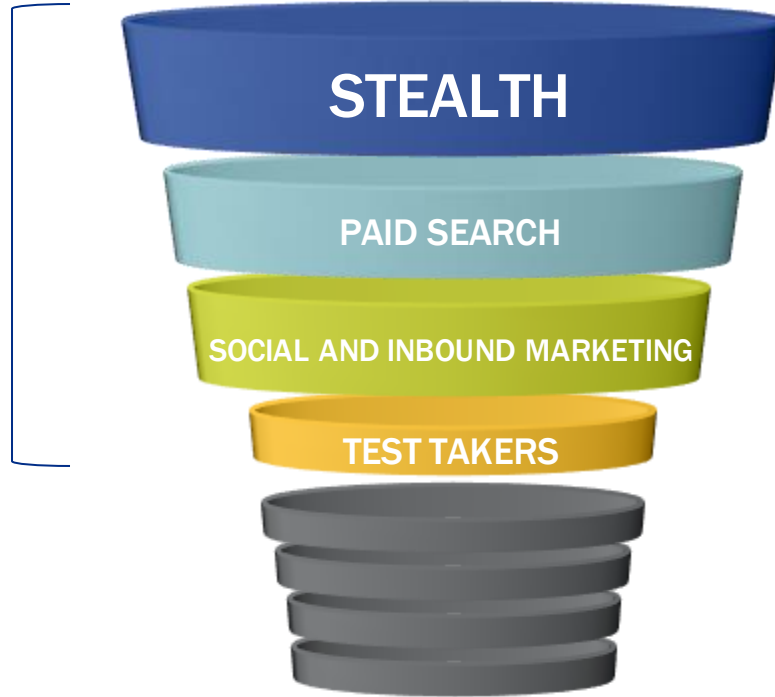 STEALTH
PAID SEARCH
SOCIAL AND INBOUND MARKETING
TEST TAKERS